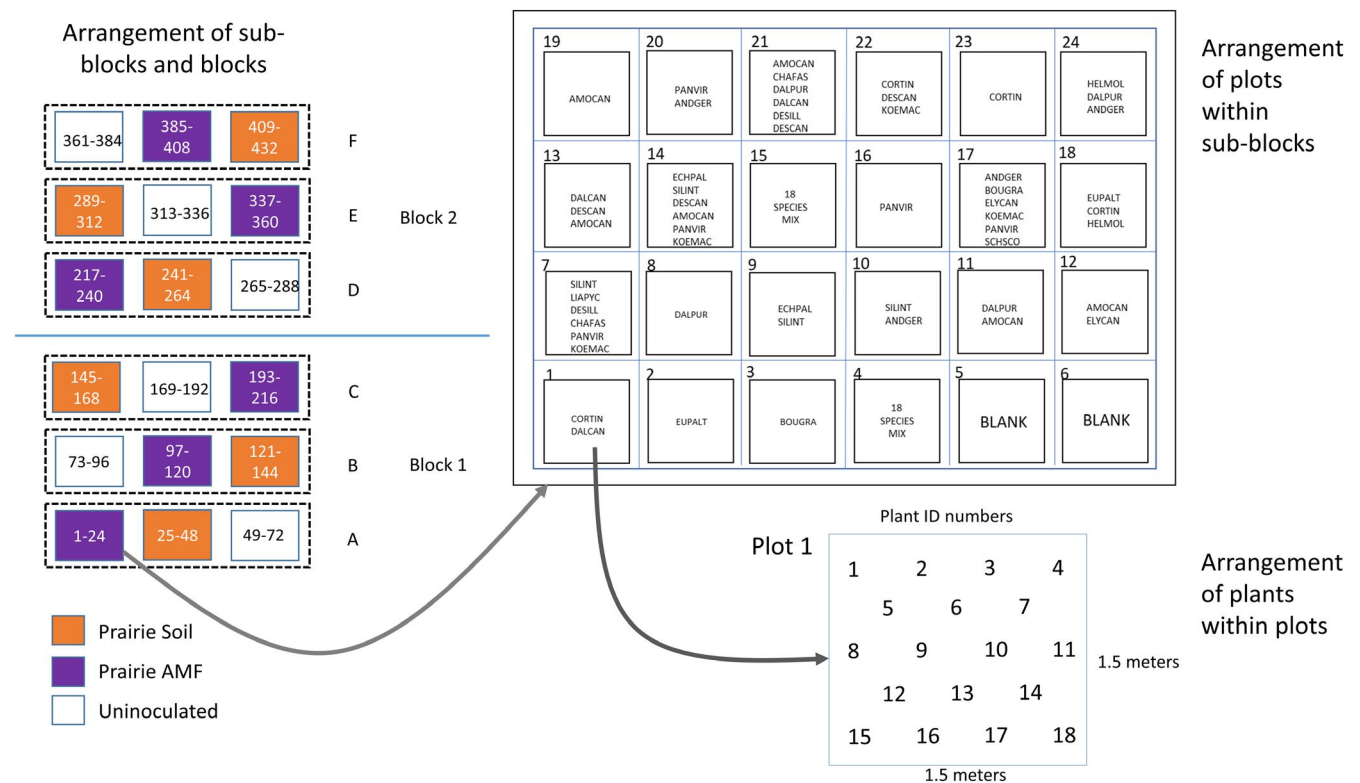 Arrangement of sub-
blocks and blocks
361-384
385-
408
409-
432
F
289-
312
313-336
337-
360
E
Block 2
217-
240
241-
264
265-288
D
145-
168
169-192
193-
216
C
73-96
97-
120
121-
144
B
Block 1
1-24
25-48
49-72
A
Prairie Soil
Prairie AMF
Uninoculated
19
AMOCAN
20
PANVIR
ANDGER
21
AMOCAN
CHAFAS
DALPUR
DALCAN
DESILL
DESCAN
22
CORTIN
DESCAN
KOEMAC
23
CORTIN
24
HELMOL
DALPUR
ANDGER
13
DALCAN
DESCAN
AMOCAN
14
ECHPAL
SILINT
DESCAN
AMOCAN
PANVIR
KOEMAC
15
18
SPECIES
MIX
16
PANVIR
17
ANDGER
BOUGRA
ELYCAN
KOEMAC
PANVIR
SCHSCO
18
EUPALT
CORTIN
HELMOL
7
SILINT
LIAPYC
DESILL
CHAFAS
PANVIR
KOEMAC
8
DALPUR
9
ECHPAL
SILINT
10
SILINT
ANDGER
11
DALPUR
AMOCAN
12
AMOCAN
ELYCAN
1
CORTIN
DALCAN
2
EUPALT
3
BOUGRA
4
18
SPECIES
MIX
5
BLANK
6
BLANK
Arrangement
of plots
within
sub-blocks
Plant ID numbers
Plot 1
1 2 3 4
5 6 7
8 9 10 11
12 13 14
15 16 17 18
1.5 meters
1.5 meters
Arrangement
of plants
within plots